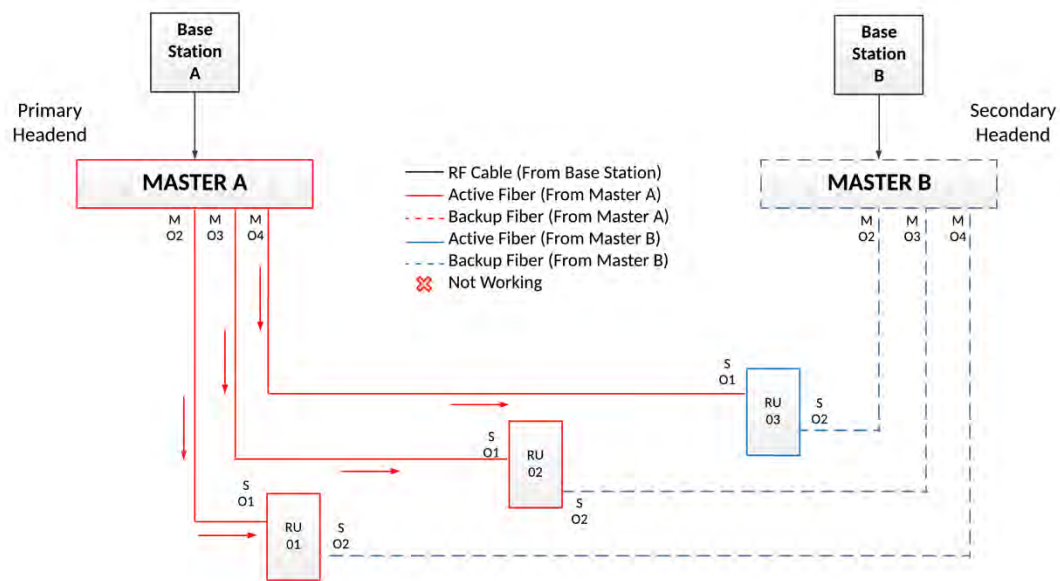 Base
Station
A
Base
Station
B
Primary
Headend
Secondary
Headend
MASTER A
MASTER B
RF Cable (From Base Station)
Active Fiber (From Master A)
Backup Fiber (From Master A)
Active Fiber (From Master B)
Backup Fiber (From Master B)
Not Working
M
O2
M
O3
M
O4
M
O2
M
O3
M
O4
S
O1
RU
03
S
O2
S
O1
RU
02
S
O2
S
O1
RU
01
S
O2